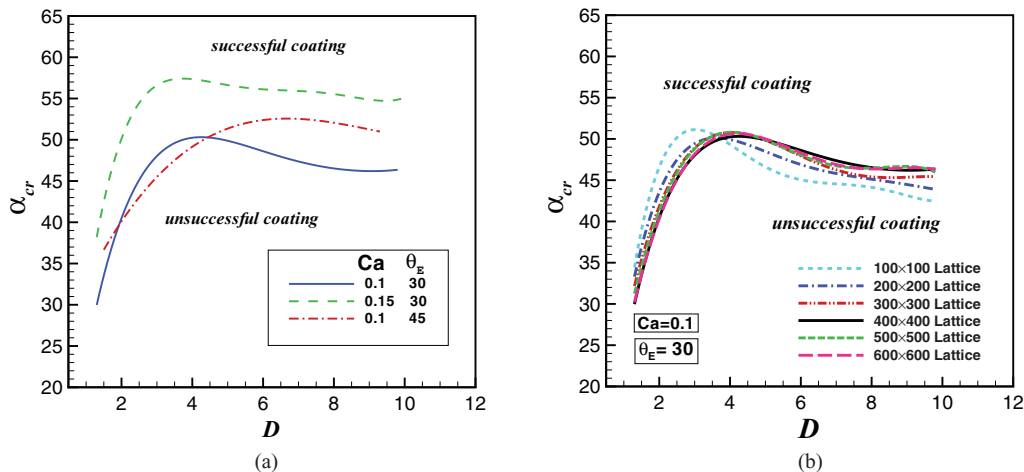 65
60
55
50
45
40
35
30
25
20
α_cr
successful coating
unsuccessful coating
Ca θ_E
0.1 30
0.15 30
0.1 45
2 4 6 8 10 12
D
(a)
65
60
55
50
45
40
35
30
25
20
α_cr
successful coating
unsuccessful coating
100×100 Lattice
200×200 Lattice
300×300 Lattice
400×400 Lattice
500×500 Lattice
600×600 Lattice
Ca=0.1
θ_E= 30
2 4 6 8 10 12
D
(b)